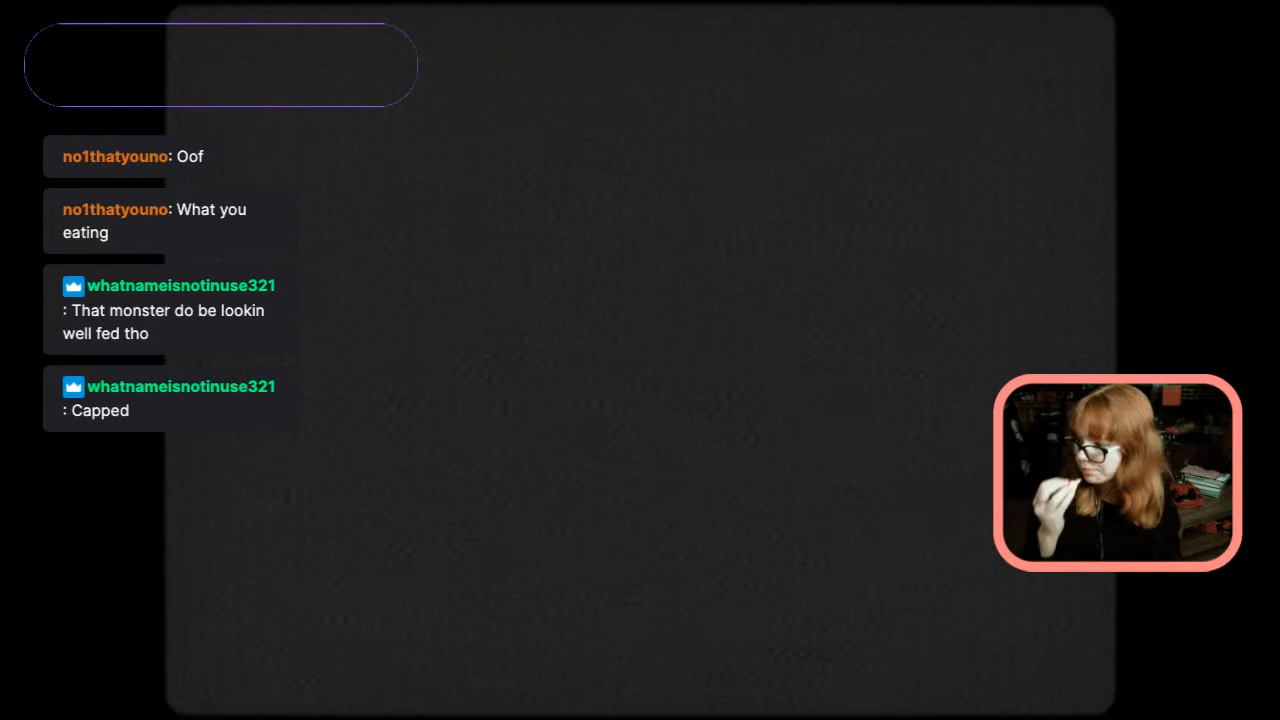 no1thatyouno: Oof
no1thatyouno: What you
eating
whatnameisnotinuse321
: That monster do be lookin
well fed tho
whatnameisnotinuse321
: Capped